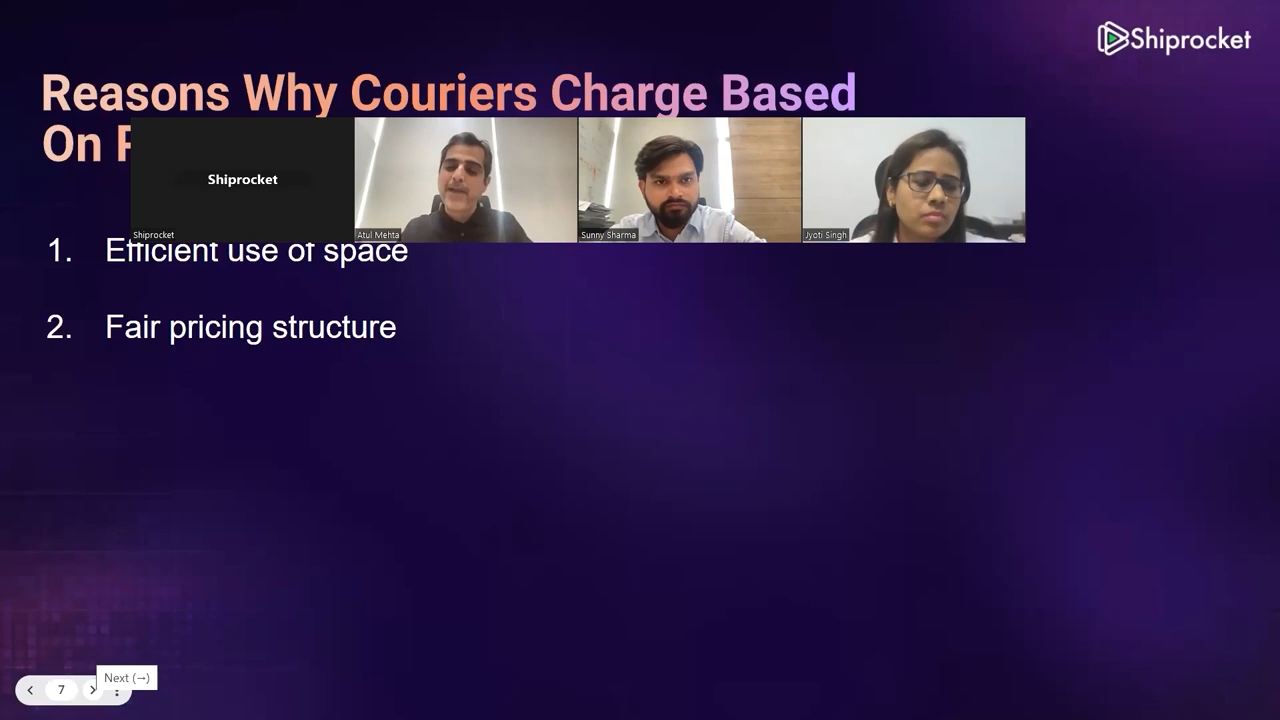 Shiprocket
Reasons Why Couriers Charge Based
On
Shiprocket
Shiprocket
Atul Mehta
Sunny Sharma
Jyoti Singh
1. Efficient use of space
2. Fair pricing structure
Next (→)
7